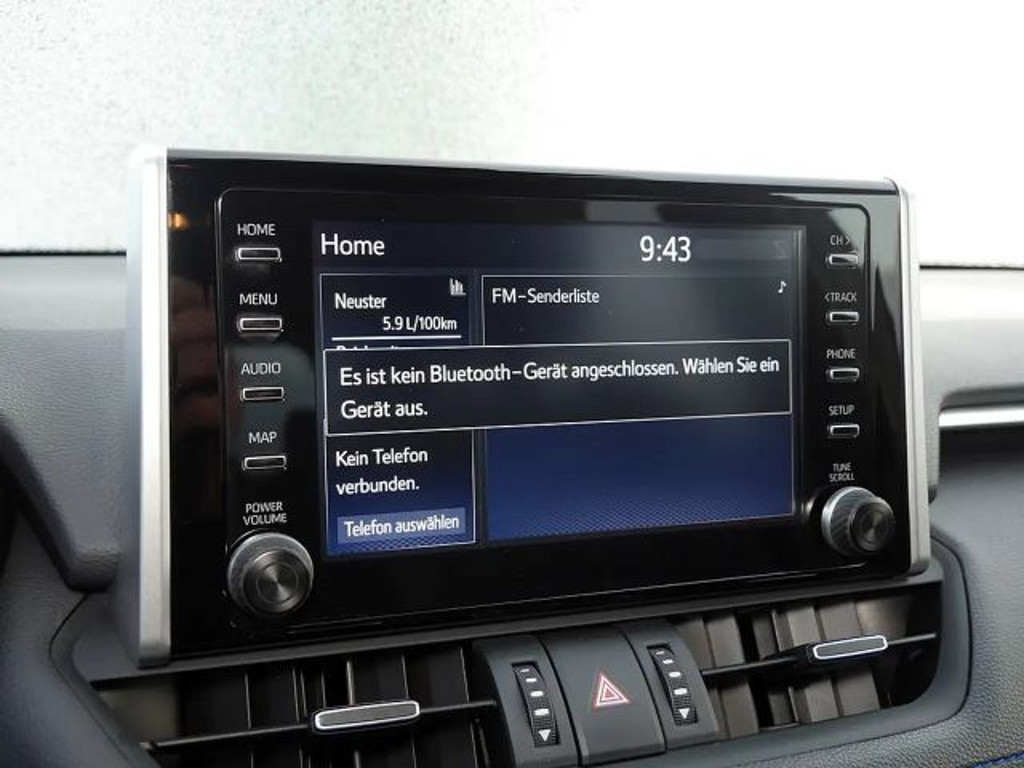 HOME
MENU
AUDIO
MAP
POWER
VOLUME
Home
9:43
Neuster
5.9 L/100km
FM-Senderliste
Es ist kein Bluetooth-Gerät angeschlossen. Wählen Sie ein
Gerät aus.
Kein Telefon
verbunden.
Telefon auswählen
CH >
< TRACK
PHONE
SETUP
TUNE
SCROLL